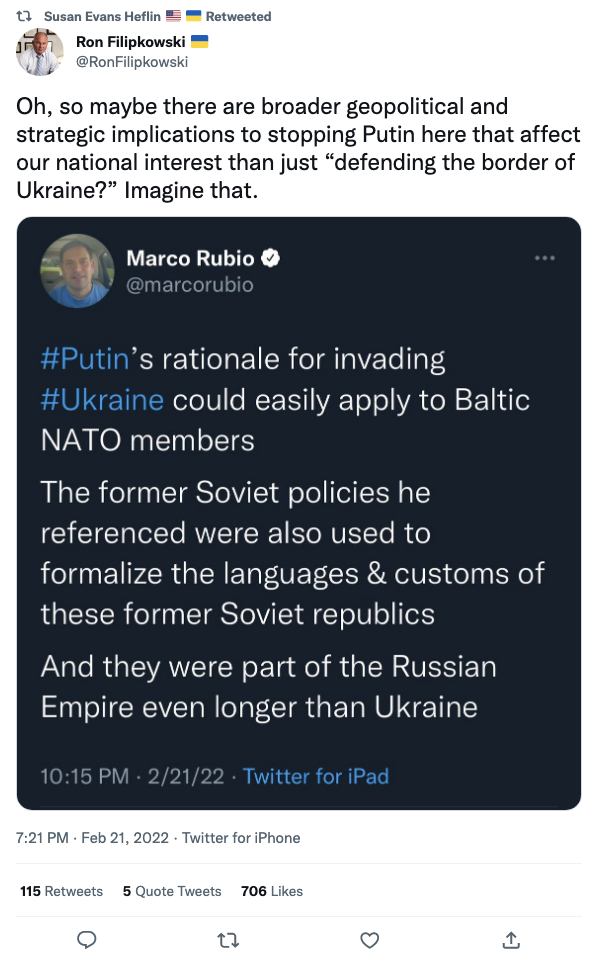 Susan Evans Heflin 🇺🇸 🇺🇦 Retweeted
Ron Filipkowski 🇺🇦
@RonFilipkowski
Oh, so maybe there are broader geopolitical and
strategic implications to stopping Putin here that affect
our national interest than just “defending the border of
Ukraine?” Imagine that.
Marco Rubio
@marcorubio
#Putin’s rationale for invading
#Ukraine could easily apply to Baltic
NATO members
The former Soviet policies he
referenced were also used to
formalize the languages & customs of
these former Soviet republics
And they were part of the Russian
Empire even longer than Ukraine
10:15 PM · 2/21/22 · Twitter for iPad
7:21 PM · Feb 21, 2022 · Twitter for iPhone
115 Retweets 5 Quote Tweets 706 Likes